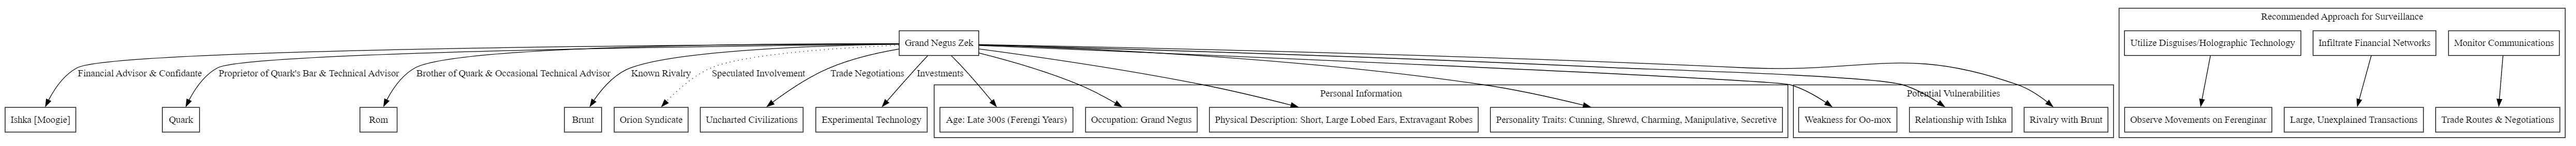 Recommended Approach for Surveillance
Grand Negus Zek
Utilize Disguises/Holographic Technology
Infiltrate Financial Networks
Monitor Communications
Financial Advisor & Confidante
Proprietor of Quark's Bar & Technical Advisor
Brother of Quark & Occasional Technical Advisor
Known Rivalry
Speculated Involvement
Trade Negotiations
Investments
Personal Information
Potential Vulnerabilities
Ishka [Moogie]
Quark
Rom
Brunt
Orion Syndicate
Uncharted Civilizations
Experimental Technology
Age: Late 300s (Ferengi Years)
Occupation: Grand Negus
Physical Description: Short, Large Lobed Ears, Extravagant Robes
Personality Traits: Cunning, Shrewd, Charming, Manipulative, Secretive
Weakness for Oo-mox
Relationship with Ishka
Rivalry with Brunt
Observe Movements on Ferenginar
Large, Unexplained Transactions
Trade Routes & Negotiations